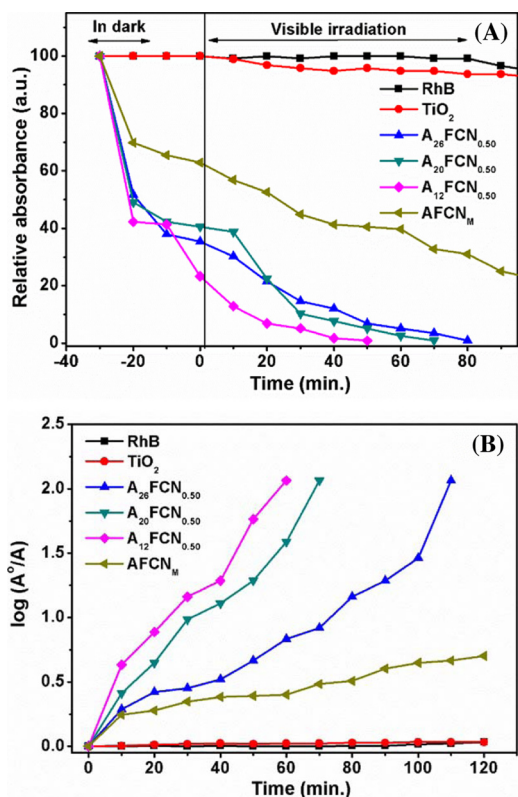 In dark
Visible irradiation
(A)
Relative absorbance (a.u.)
100
80
60
40
20
0
RhB
TiO₂
A₂₆FCN₀.₅₀
A₂₀FCN₀.₅₀
A₁₂FCN₀.₅₀
AFCN_M
-40 -20 0 20 40 60 80
Time (min.)
(B)
log (A°/A)
2.5
2.0
1.5
1.0
0.5
0.0
RhB
TiO₂
A₂₆FCN₀.₅₀
A₂₀FCN₀.₅₀
A₁₂FCN₀.₅₀
AFCN_M
0 20 40 60 80 100 120
Time (min.)